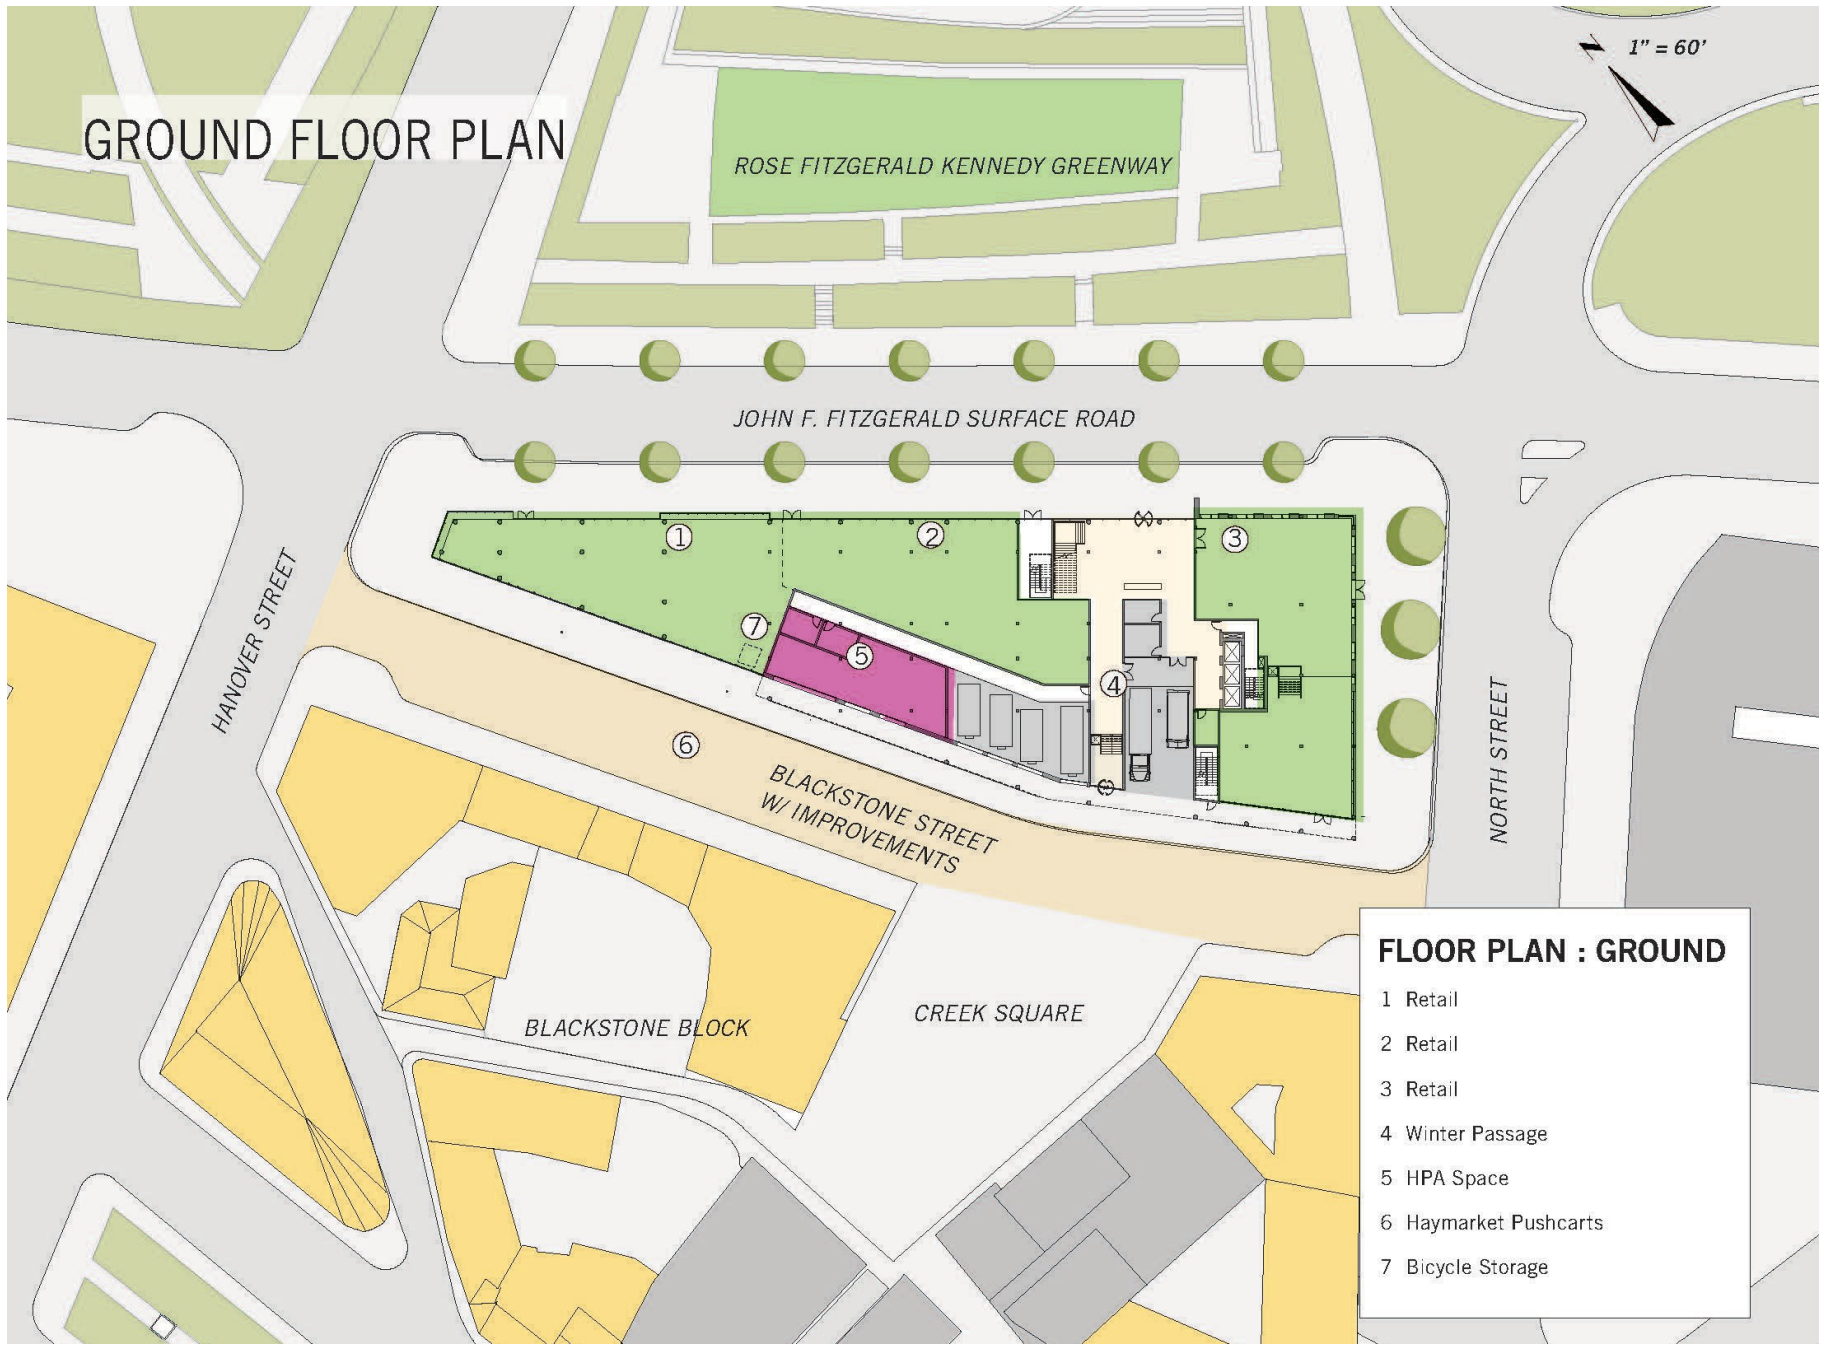 1” = 60’
GROUND FLOOR PLAN
ROSE FITZGERALD KENNEDY GREENWAY
JOHN F. FITZGERALD SURFACE ROAD
1
2
3
HANOVER STREET
7
5
4
NORTH STREET
6
BLACKSTONE STREET
W/ IMPROVEMENTS
BLACKSTONE BLOCK
CREEK SQUARE
FLOOR PLAN : GROUND
1 Retail
2 Retail
3 Retail
4 Winter Passage
5 HPA Space
6 Haymarket Pushcarts
7 Bicycle Storage